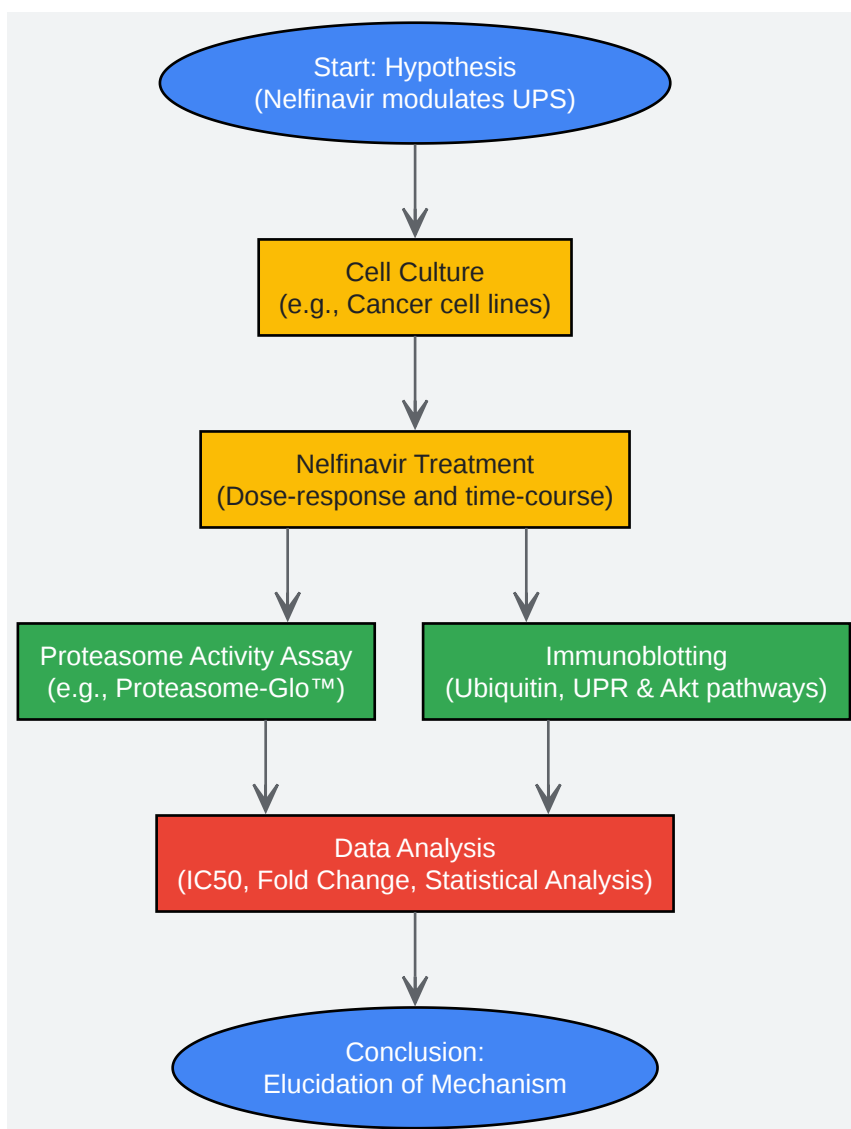 Start: Hypothesis
(Nelfinavir modulates UPS)
Cell Culture
(e.g., Cancer cell lines)
Nelfinavir Treatment
(Dose-response and time-course)
Proteasome Activity Assay
(e.g., Proteasome-Glo™)
Immunoblotting
(Ubiquitin, UPR & Akt pathways)
Data Analysis
(IC50, Fold Change, Statistical Analysis)
Conclusion:
Elucidation of Mechanism